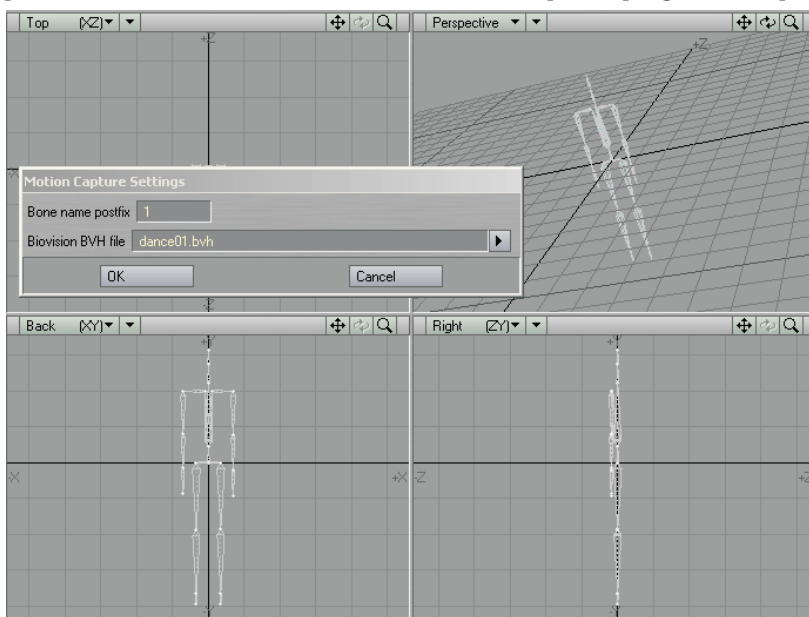 Top (XZ)
Perspective
+Z
+Z
Motion Capture Settings
Bone name postfix 1
Biovision BVH file dance01.bvh
OK Cancel
-Z
Back (XY)
Right (ZY)
+Y
+Y
-X
+X
-Z
+Z
-Y
-Y